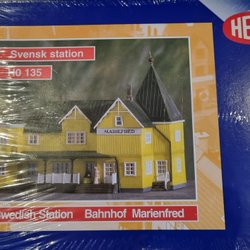 HE
Svensk station
H0 135
MARIEFRED
Swedish Station Bahnhof Marienfred